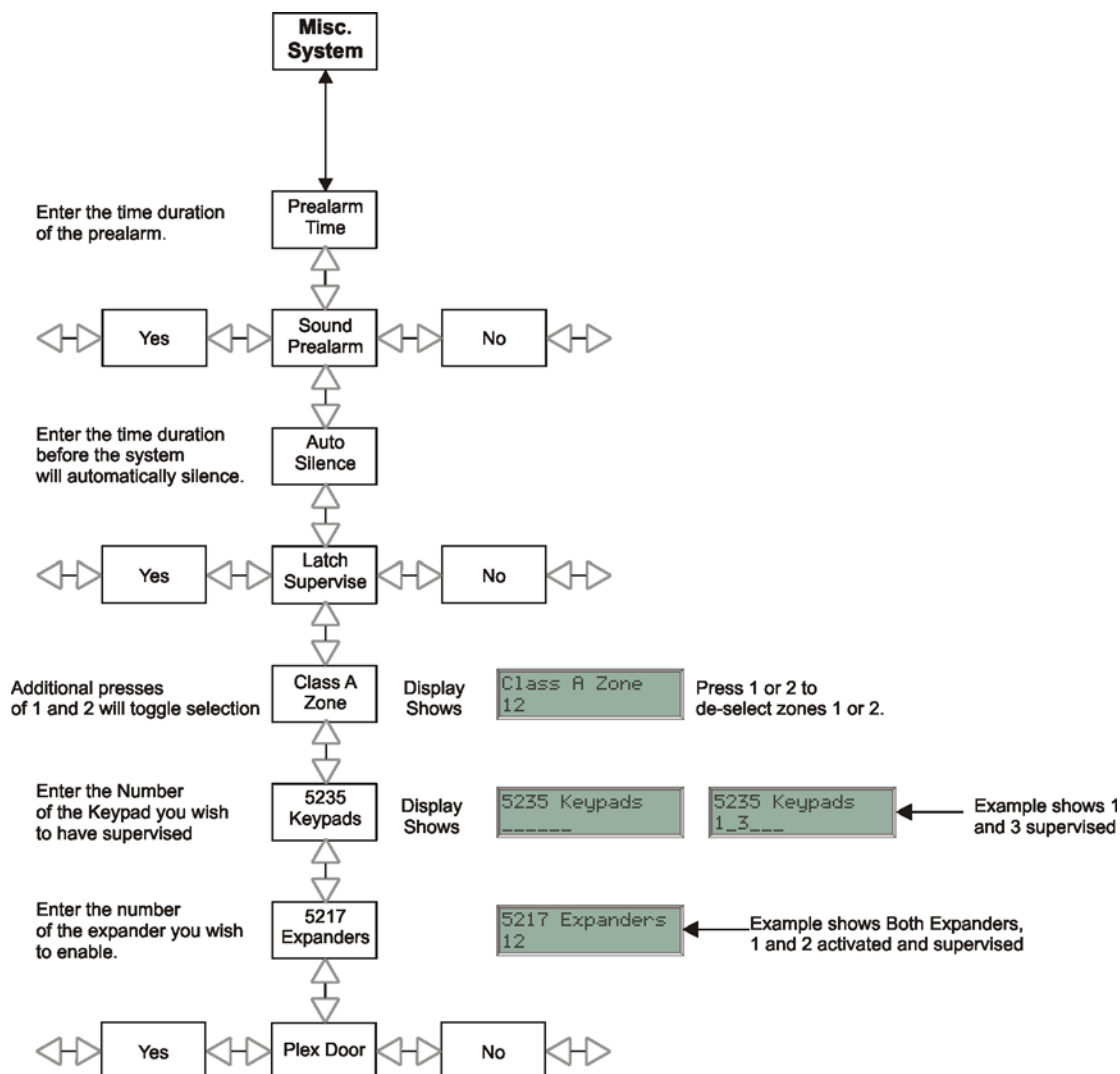 Misc.
System
Enter the time duration
of the prealarm.
Prealarm
Time
Yes
Sound
Prealarm
No
Enter the time duration
before the system
will automatically silence.
Auto
Silence
Yes
Latch
Supervise
No
Additional presses
of 1 and 2 will toggle selection
Class A
Zone
Display
Shows
Class A Zone
12
Press 1 or 2 to
de-select zones 1 or 2.
Enter the Number
of the Keypad you wish
to have supervised
5235
Keypads
Display
Shows
5235 Keypads
______
5235 Keypads
1_3___
Example shows 1
and 3 supervised
Enter the number
of the expander you wish
to enable.
5217
Expanders
5217 Expanders
12
Example shows Both Expanders,
1 and 2 activated and supervised
Yes
Plex Door
No